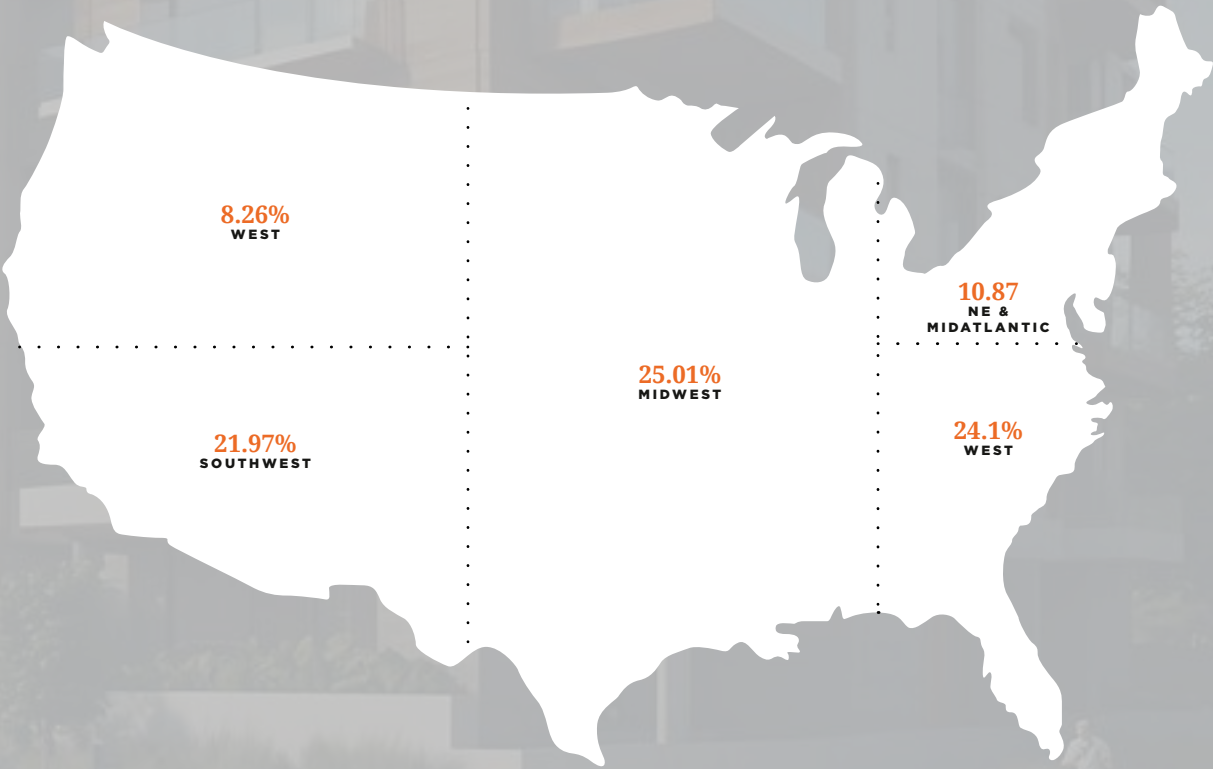 8.26%
WEST
10.87
NE &
MIDATLANTIC
25.01%
MIDWEST
21.97%
SOUTHWEST
24.1%
WEST